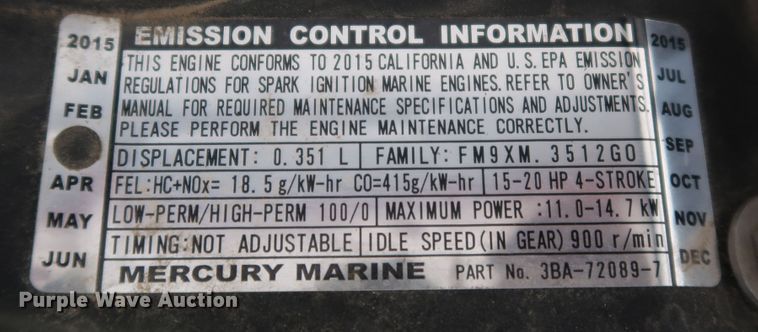 2015 EMISSION CONTROL INFORMATION 2015
THIS ENGINE CONFORMS TO 2015 CALIFORNIA AND U.S. EPA EMISSION
REGULATIONS FOR SPARK IGNITION MARINE ENGINES. REFER TO OWNER'S
MANUAL FOR REQUIRED MAINTENANCE SPECIFICATIONS AND ADJUSTMENTS.
PLEASE PERFORM THE ENGINE MAINTENANCE CORRECTLY.
DISPLACEMENT: 0.351 L FAMILY: FM9XM.3512G0
FEL:HC+NOx= 18.5g/kW-hr CO=415g/kW-hr 15-20 HP 4-STROKE
LOW-PERM/HIGH-PERM 100/0 MAXIMUM POWER :11.0-14.7 kW
TIMING:NOT ADJUSTABLE IDLE SPEED(IN GEAR) 900 r/min
MERCURY MARINE PART No. 3BA-72089-7
JAN
FEB
APR
MAY
JUN
JUL
AUG
SEP
OCT
NOV
DEC
Purple Wave Auction